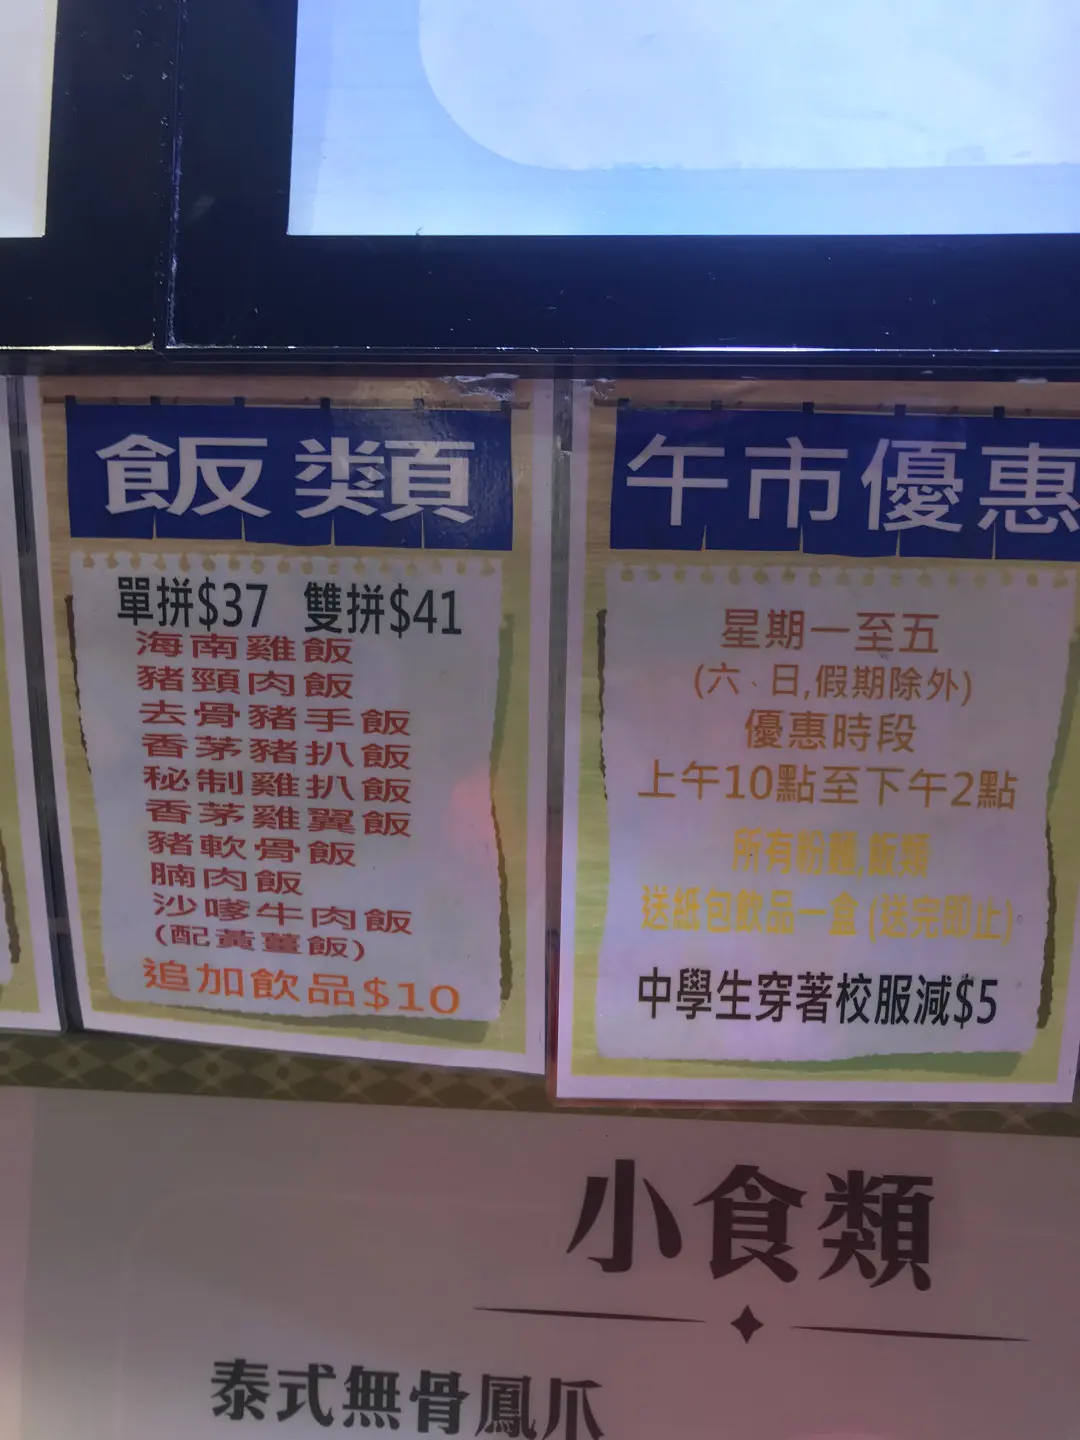 飯類
單拼$37 雙拼$41
海南雞飯
豬頸肉飯
去骨豬手飯
香茅豬扒飯
秘制雞扒飯
香茅雞翼飯
豬軟骨飯
腩肉飯
沙嗲牛肉飯
(配黃薑飯)
追加飲品$10
午市優惠
星期一至五
(六、日,假期除外)
優惠時段
上午10點至下午2點
所有粉麵,飯類
送紙包飲品一盒(送完即止)
中學生穿著校服減$5
小食類
泰式無骨鳳爪